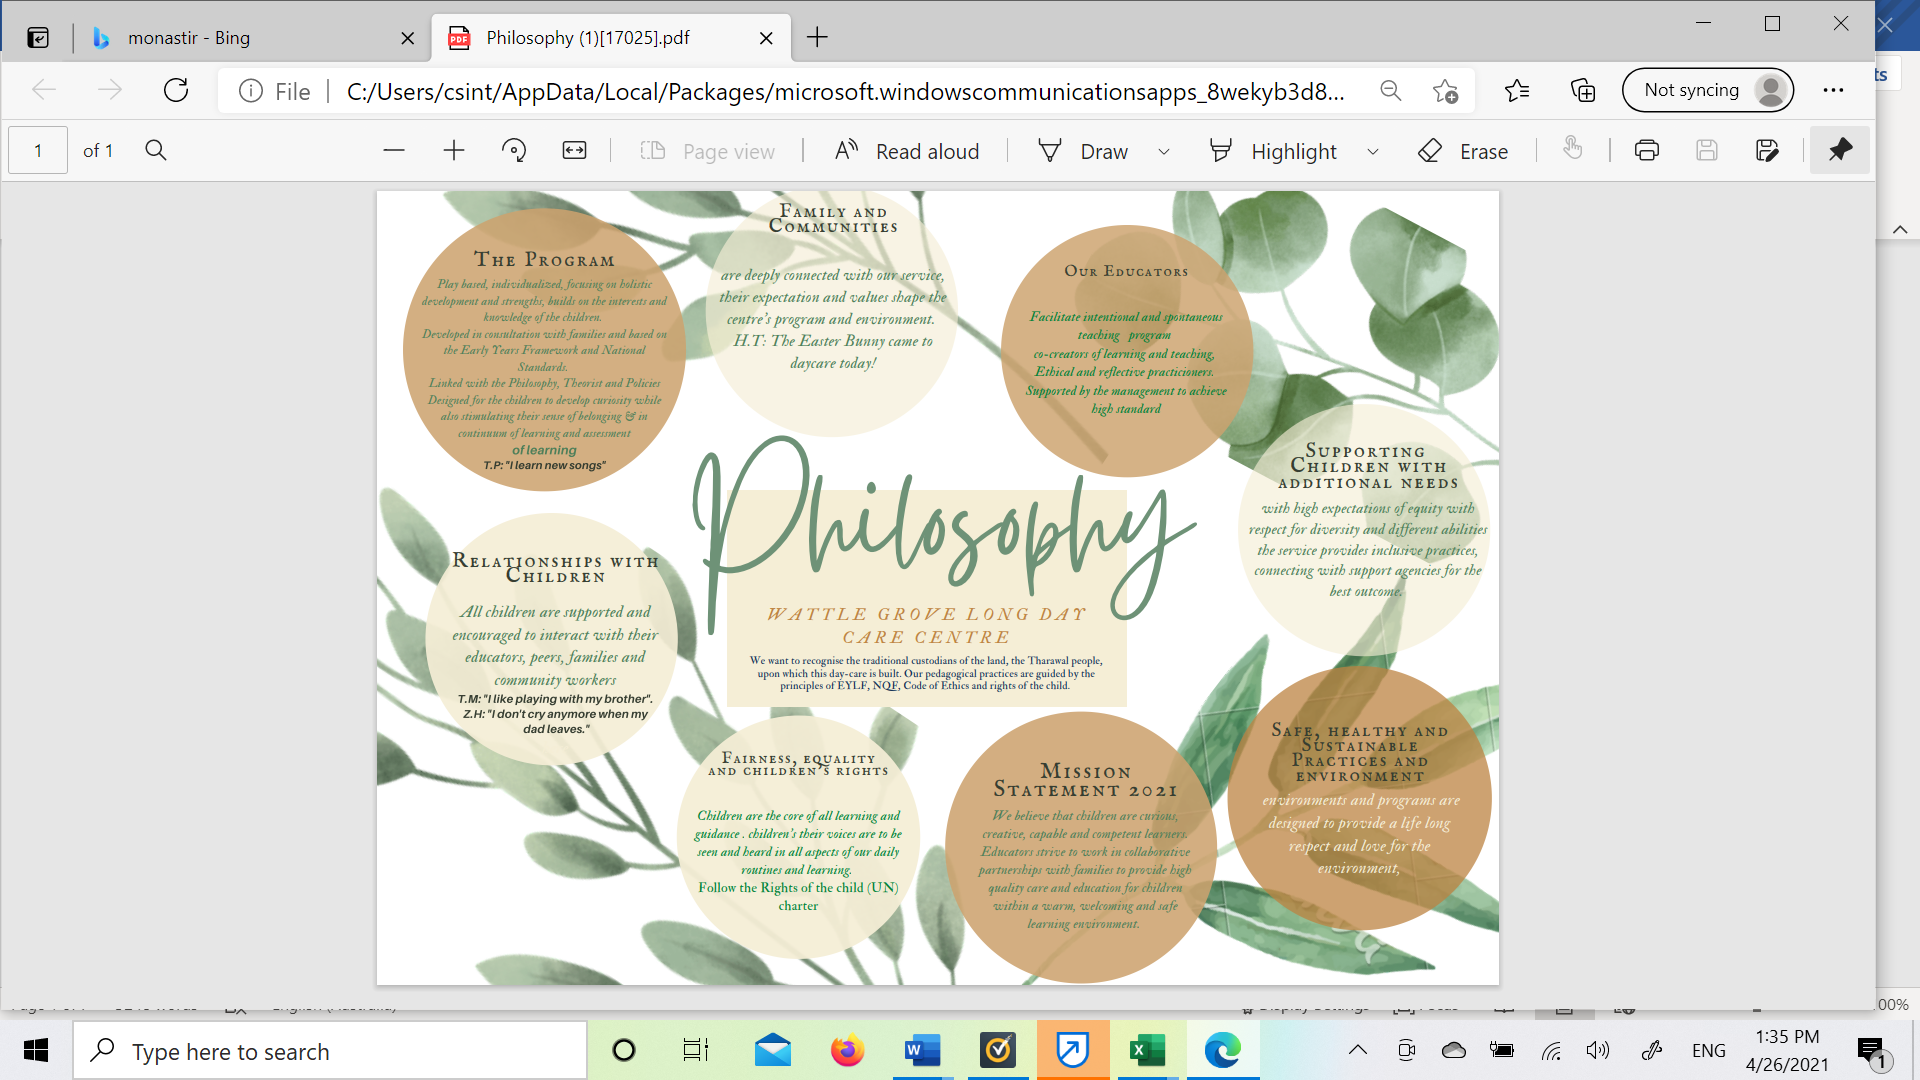 monastir - Bing
Philosophy (1)[17025].pdf
File
C:/Users/csint/AppData/Local/Packages/microsoft.windowscommunicationsapps_8wekyb3d8...
Not syncing
ts
1
of 1
Page view
Read aloud
Draw
Highlight
Erase
The Program
Play based, individualized, focusing on holistic
development and strengths, builds on the interests and
knowledge of the children.
Developed in consultation with families and based on
the Early Years Framework and National
Standards.
Linked with the Philosophy, Theorist and Policies
Designed for the children to develop curiosity while
also stimulating their sense of belonging & in
continuum of learning and assessment
of learning
T.P: "I learn new songs"
Family and
Communities
are deeply connected with our service,
their expectation and values shape the
centre's program and environment.
H.T: The Easter Bunny came to
daycare today!
Our Educators
Facilitate intentional and spontaneous
teaching program
co-creators of learning and teaching,
Ethical and reflective practicioners.
Supported by the management to achieve
high standard
Supporting
Children with
additional needs
with high expectations of equity with
respect for diversity and different abilities
the service provides inclusive practices,
connecting with support agencies for the
best outcome.
Philosophy
WATTLE GROVE LONG DAY
CARE CENTRE
We want to recognise the traditional custodians of the land, the Tharawal people,
upon which this day-care is built. Our pedagogical practices are guided by the
principles of EYLF, NQF, Code of Ethics and rights of the child.
Relationships with
Children
All children are supported and
encouraged to interact with their
educators, peers, families and
community workers
T.M: "I like playing with my brother".
Z.H: "I don't cry anymore when my
dad leaves."
Fairness, equality
and children's rights
Children are the core of all learning and
guidance . children's their voices are to be
seen and heard in all aspects of our daily
routines and learning.
Follow the Rights of the child (UN)
charter
Mission
Statement 2021
We believe that children are curious,
creative, capable and competent learners.
Educators strive to work in collaborative
partnerships with families to provide high
quality care and education for children
within a warm, welcoming and safe
learning environment.
Safe, healthy and
Sustainable
Practices and
environment
environments and programs are
designed to provide a life long
respect and love for the
environment,
00%
Type here to search
ENG
1:35 PM
4/26/2021
1